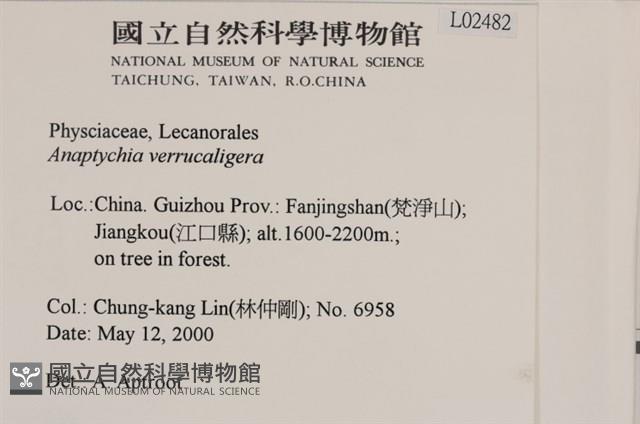 L02482
國立自然科學博物館
NATIONAL MUSEUM OF NATURAL SCIENCE
TAICHUNG, TAIWAN, R.O.CHINA
Physciaceae, Lecanorales
Anaptychia verrucaligera
Loc.:China. Guizhou Prov.: Fanjingshan(梵淨山);
Jiangkou(江口縣); alt.1600-2200m.;
on tree in forest.
Col.: Chung-kang Lin(林仲剛); No. 6958
Date: May 12, 2000
Det. A. Aptroot
國立自然科學博物館
NATIONAL MUSEUM OF NATURAL SCIENCE